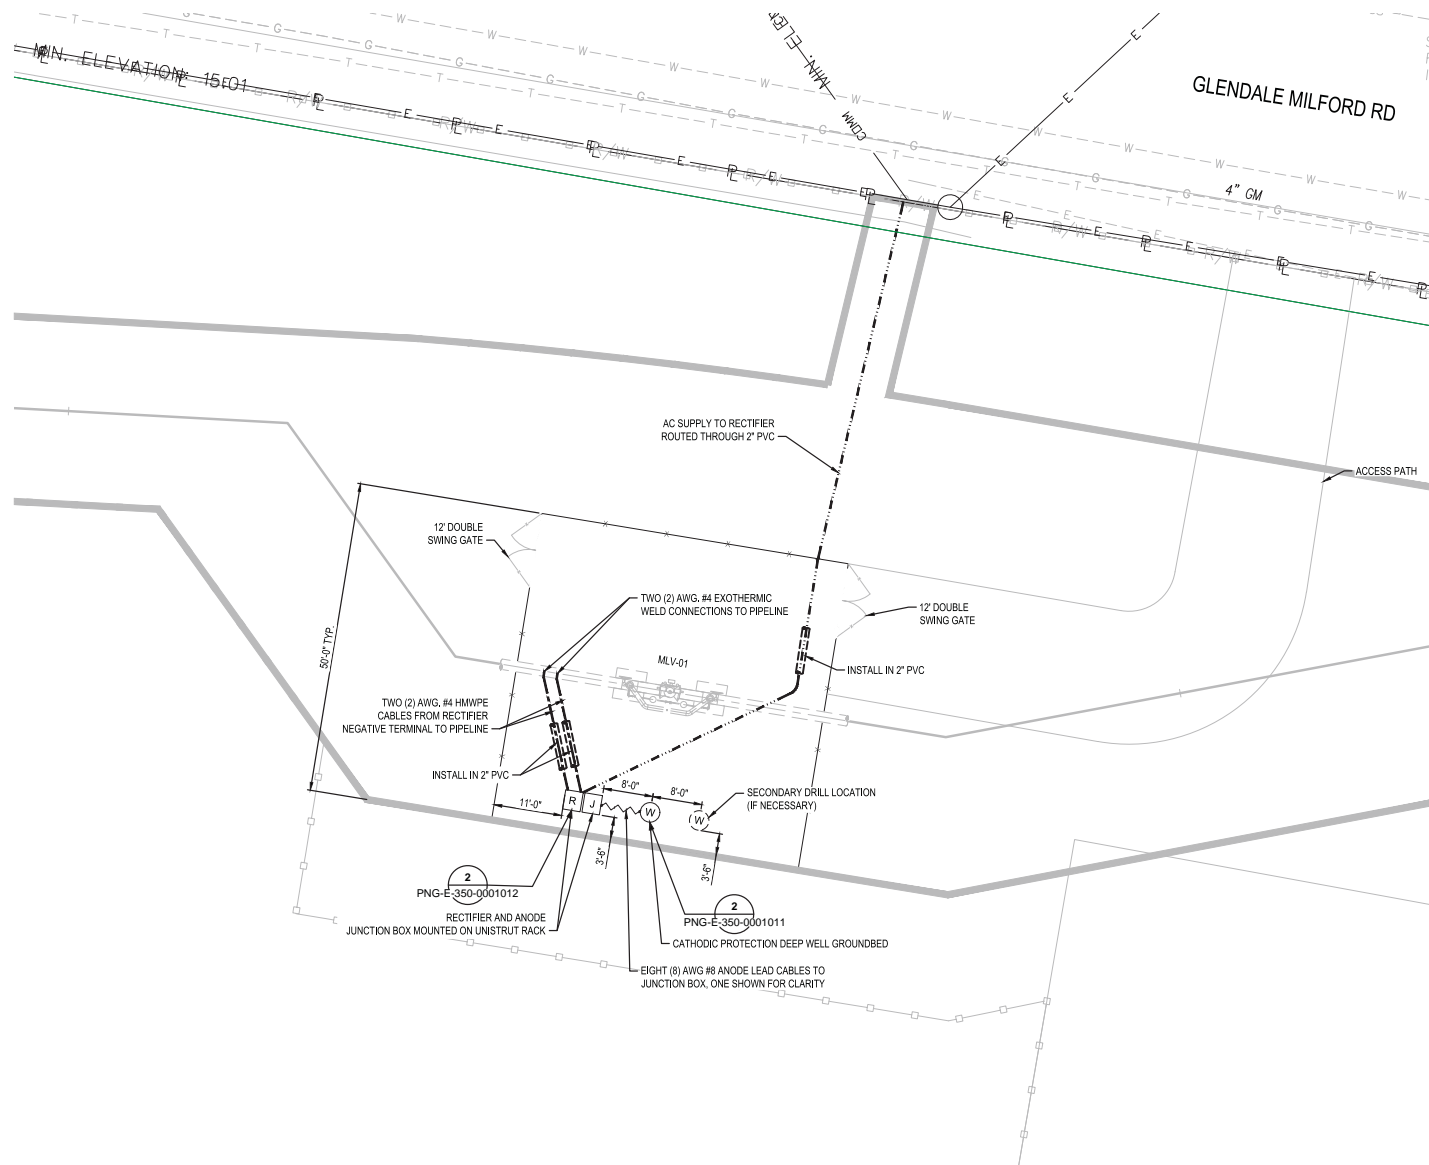 MIN. ELEVATION: 15.01
MIN. ELEC
COMM
GLENDALE MILFORD RD
4" GM
AC SUPPLY TO RECTIFIER
ROUTED THROUGH 2" PVC
ACCESS PATH
12' DOUBLE
SWING GATE
TWO (2) AWG. #4 EXOTHERMIC
WELD CONNECTIONS TO PIPELINE
12' DOUBLE
SWING GATE
50'-0" TYP.
MLV-01
INSTALL IN 2" PVC
TWO (2) AWG. #4 HMWPE
CABLES FROM RECTIFIER
NEGATIVE TERMINAL TO PIPELINE
INSTALL IN 2" PVC
8'-0"
8'-0"
SECONDARY DRILL LOCATION
(IF NECESSARY)
11'-0"
R
J
W
W
3'-6"
3'-6"
2
PNG-E-350-0001012
2
PNG-E-350-0001011
RECTIFIER AND ANODE
JUNCTION BOX MOUNTED ON UNISTRUT RACK
CATHODIC PROTECTION DEEP WELL GROUNDBED
EIGHT (8) AWG #8 ANODE LEAD CABLES TO
JUNCTION BOX, ONE SHOWN FOR CLARITY